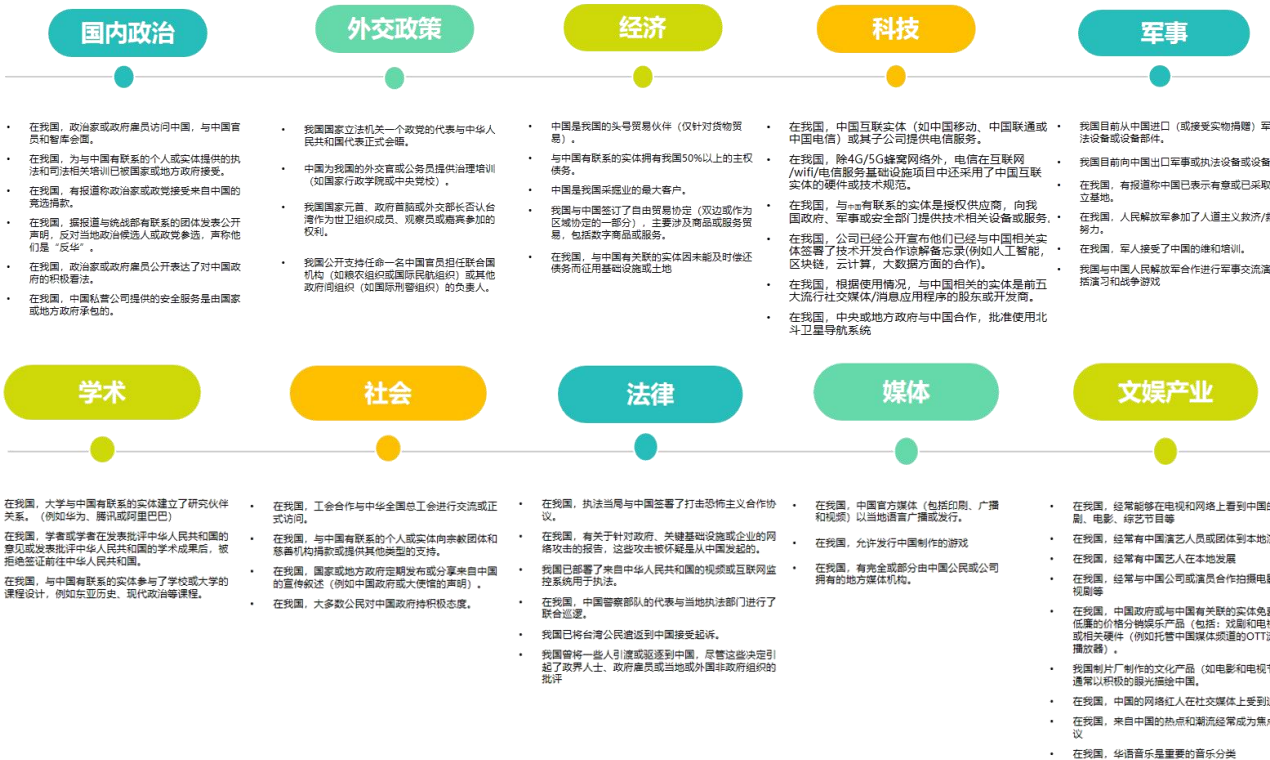 国内政治
外交政策
经济
科技
军事
• 在我国，政治家或政府雇员访问中国，与中国官
员和智库会面。
• 在我国，为与中国有联系的个人或实体提供的执
法和司法相关培训已被国家或地方政府接受。
• 在我国，有报道称政治家或政党接受来自中国的
竞选捐款。
• 在我国，据报道与统战部有联系的团体发表公开
声明，反对当地政治候选人或政党参选，声称他
们是“反华”。
• 在我国，政治家或政府雇员公开表达了对中国政
府的积极看法。
• 在我国，中国私营公司提供的安全服务是由国家
或地方政府承包的。
• 我国国家立法机关一个政党的代表与中华人
民共和国代表正式会晤。
• 中国为我国的外交官或公务员提供治理培训
（如国家行政学院或中央党校）。
• 我国国家元首、政府首脑或外交部长否认台
湾作为世卫组织成员、观察员或嘉宾参加的
权利。
• 我国公开支持任命一名中国官员担任联合国
机构（如粮农组织或国际民航组织）或其他
政府间组织（如国际刑警组织）的负责人。
• 中国是我国的头号贸易伙伴（仅针对货物贸
易）。
• 与中国有联系的实体拥有我国50%以上的主权
债务。
• 中国是我国采掘业的最大客户。
• 我国与中国签订了自由贸易协定（双边或作为
区域协定的一部分），主要涉及商品或服务贸
易，包括数字商品或服务。
• 在我国，与中国有关联的实体因未能及时偿还
债务而征用基础设施或土地
• 在我国，中国互联实体（如中国移动、中国联通或
中国电信）或其子公司提供电信服务。
• 在我国，除4G/5G蜂窝网络外，电信在互联网
/wifi/电信服务基础设施项目中还采用了中国互联
实体的硬件或技术规范。
• 在我国，与中国有联系的实体是授权供应商，向我
国政府、军事或安全部门提供技术相关设备或服务.
• 在我国，公司已经公开宣布他们已经与中国相关实
体签署了技术开发合作谅解备忘录(例如人工智能，
区块链，云计算，大数据方面的合作)。
• 在我国，根据使用情况，与中国相关的实体是前五
大流行社交媒体/消息应用程序的股东或开发商。
• 在我国，中央或地方政府与中国合作，批准使用北
斗卫星导航系统
• 我国目前从中国进口（或接受实物捐赠）军
法设备或设备部件。
• 我国目前向中国出口军事或执法设备或设备
• 在我国，有报道称中国已表示有意或已采取
立基地。
• 在我国，人民解放军参加了人道主义救济/
努力。
• 在我国，军人接受了中国的维和培训。
• 我国与中国人民解放军合作进行军事交流演
括演习和战争游戏
学术
社会
法律
媒体
文娱产业
在我国，大学与中国有联系的实体建立了研究伙伴
关系。（例如华为、腾讯或阿里巴巴）
在我国，学者或学者在发表批评中华人民共和国的
意见或发表批评中华人民共和国的学术成果后，被
拒绝签证前往中华人民共和国。
在我国，与中国有联系的实体参与了学校或大学的
课程设计，例如东亚历史、现代政治等课程。
• 在我国，工会合作与中华全国总工会进行交流或正
式访问。
• 在我国，与中国有联系的个人或实体向宗教团体和
慈善机构捐款或提供其他类型的支持。
• 在我国，国家或地方政府定期发布或分享来自中国
的宣传叙述（例如中国政府或大使馆的声明）。
• 在我国，大多数公民对中国政府持积极态度。
• 在我国，执法当局与中国签署了打击恐怖主义合作协
议。
• 在我国，有关于针对政府、关键基础设施或企业的网
络攻击的报告，这些攻击被怀疑是从中国发起的。
• 我国已部署了来自中华人民共和国的视频或互联网监
控系统用于执法。
• 在我国，中国警察部队的代表与当地执法部门进行了
联合巡逻。
• 我国已将台湾公民遣返到中国接受起诉。
• 我国曾将一些人引渡或驱逐到中国，尽管这些决定引
起了政界人士、政府雇员或当地或外国非政府组织的
批评
• 在我国，中国官方媒体（包括印刷、广播
和视频）以当地语言广播或发行。
• 在我国，允许发行中国制作的游戏
• 在我国，有完全或部分由中国公民或公司
拥有的地方媒体机构。
• 在我国，经常能够在电视和网络上看到中国的
剧、电影、综艺节目等
• 在我国，经常有中国演艺人员或团体到本地
• 在我国，经常有中国艺人在本地发展
• 在我国，经常与中国公司或演员合作拍摄电影
视剧等
• 在我国，中国政府或与中国有关联的实体免
低廉的价格分销娱乐产品（包括：戏剧和电
或相关硬件（例如托管中国媒体频道的OTT
播放器）。
• 我国制片厂制作的文化产品（如电影和电视
通常以积极的眼光描绘中国。
• 在我国，中国的网络红人在社交媒体上受到
• 在我国，来自中国的热点和潮流经常成为焦
议
• 在我国，华语音乐是重要的音乐分类